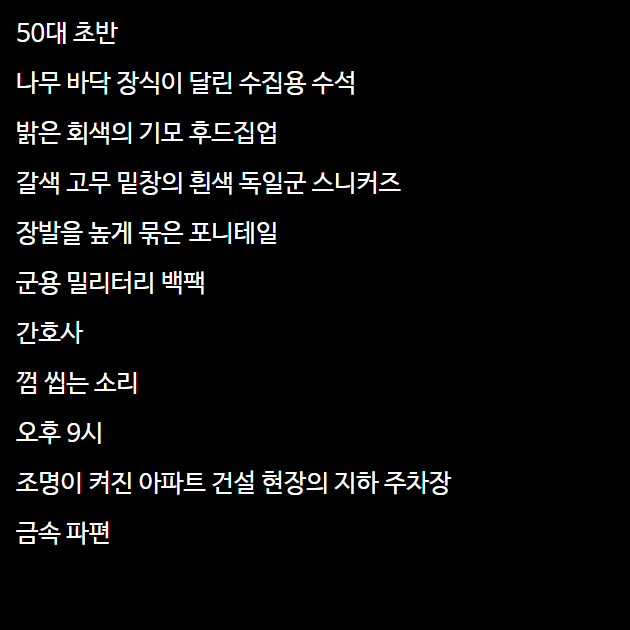 50대 초반
나무 바닥 장식이 달린 수집용 수석
밝은 회색의 기모 후드집업
갈색 고무 밑창의 흰색 독일군 스니커즈
장발을 높게 묶은 포니테일
군용 밀리터리 백팩
간호사
껌 씹는 소리
오후 9시
조명이 켜진 아파트 건설 현장의 지하 주차장
금속 파편